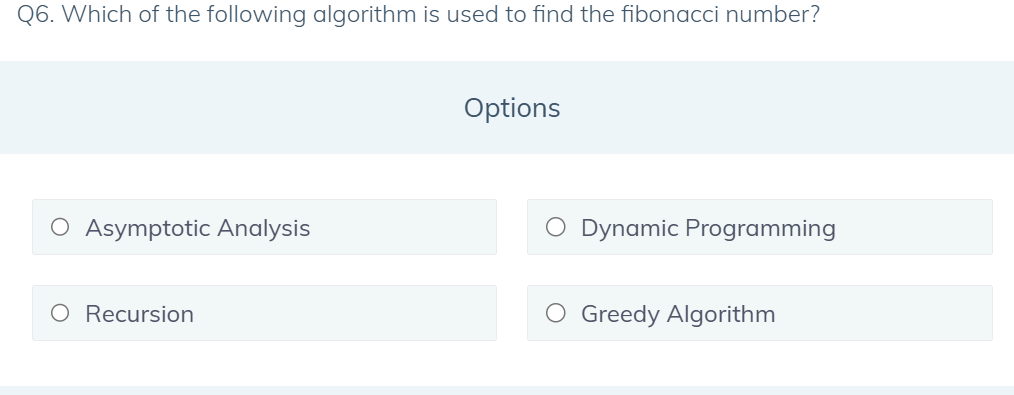 Q6. Which of the following algorithm is used to find the fibonacci number?
Options
Asymptotic Analysis
Dynamic Programming
Recursion
Greedy Algorithm